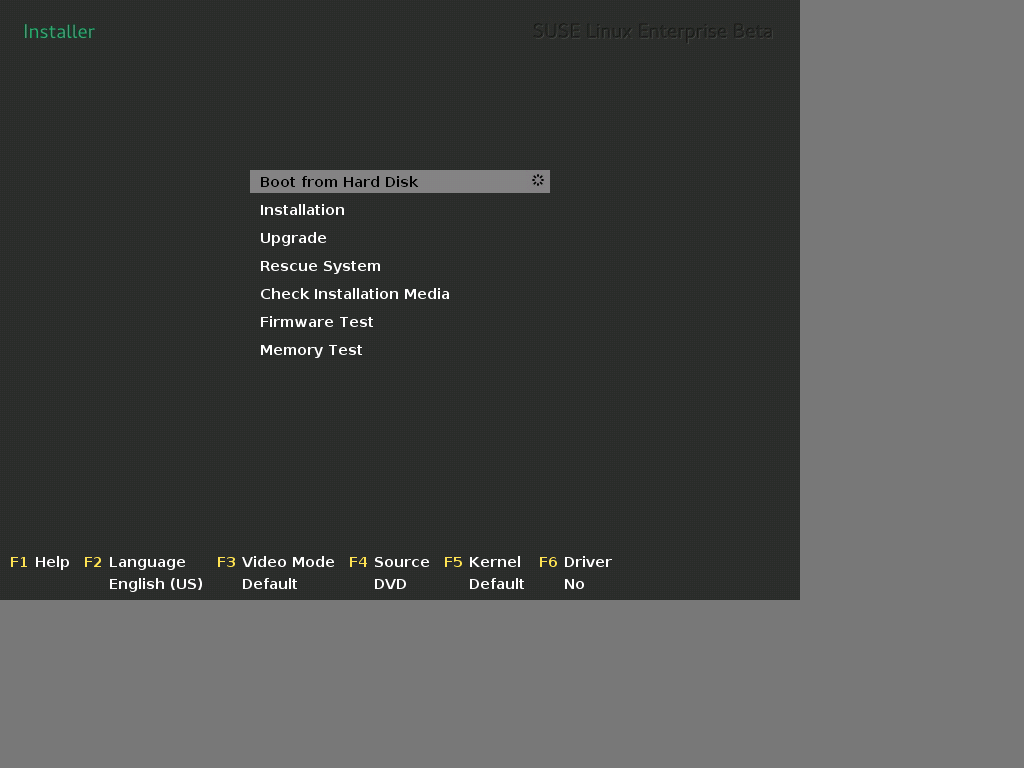 Installer
SUSE Linux Enterprise Beta
Boot from Hard Disk
Installation
Upgrade
Rescue System
Check Installation Media
Firmware Test
Memory Test
F1 Help F2 Language F3 Video Mode F4 Source F5 Kernel F6 Driver
English (US) Default DVD Default No